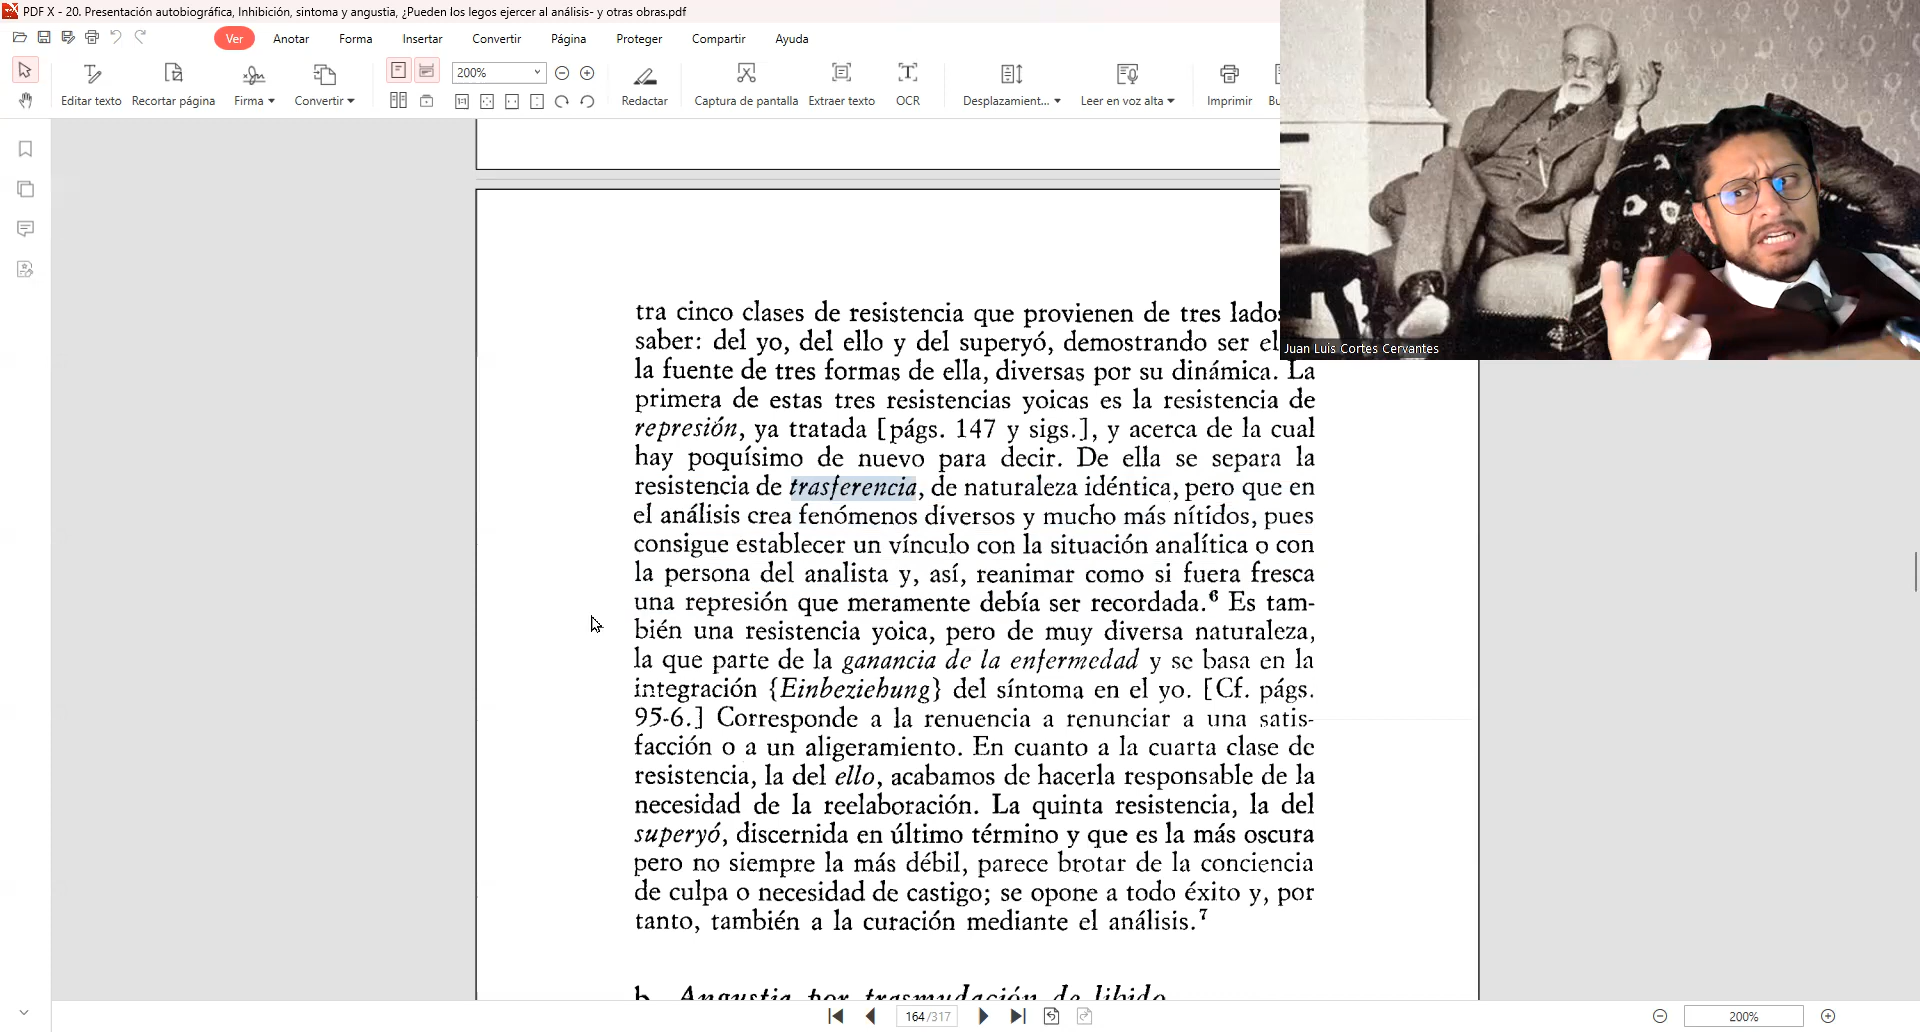 PDF X - 20. Presentación autobiográfica, Inhibición, sintoma y angustia, ¿Pueden los legos ejercer al análisis- y otras obras.pdf
Ver Anotar Forma Insertar Convertir Página Proteger Compartir Ayuda
200%
Editar texto Recortar página Firma Convertir Redactar Captura de pantalla Extraer texto OCR Desplazamient... Leer en voz alta Imprimir
Juan Luis Cortes Cervantes
tra cinco clases de resistencia que provienen de tres lados
saber: del yo, del ello y del superyó, demostrando ser el
la fuente de tres formas de ella, diversas por su dinámica. La
primera de estas tres resistencias yoicas es la resistencia de
represión, ya tratada [págs. 147 y sigs.], y acerca de la cual
hay poquísimo de nuevo para decir. De ella se separa la
resistencia de trasferencia, de naturaleza idéntica, pero que en
el análisis crea fenómenos diversos y mucho más nítidos, pues
consigue establecer un vínculo con la situación analítica o con
la persona del analista y, así, reanimar como si fuera fresca
una represión que meramente debía ser recordada.⁶ Es tam-
bién una resistencia yoica, pero de muy diversa naturaleza,
la que parte de la ganancia de la enfermedad y se basa en la
integración {Einbeziehung} del síntoma en el yo. [Cf. págs.
95-6.] Corresponde a la renuencia a renunciar a una satis-
facción o a un aligeramiento. En cuanto a la cuarta clase de
resistencia, la del ello, acabamos de hacerla responsable de la
necesidad de la reelaboración. La quinta resistencia, la del
superyó, discernida en último término y que es la más oscura
pero no siempre la más débil, parece brotar de la conciencia
de culpa o necesidad de castigo; se opone a todo éxito y, por
tanto, también a la curación mediante el análisis.⁷
b. Angustia por trasmudación de libido
164/317
200%